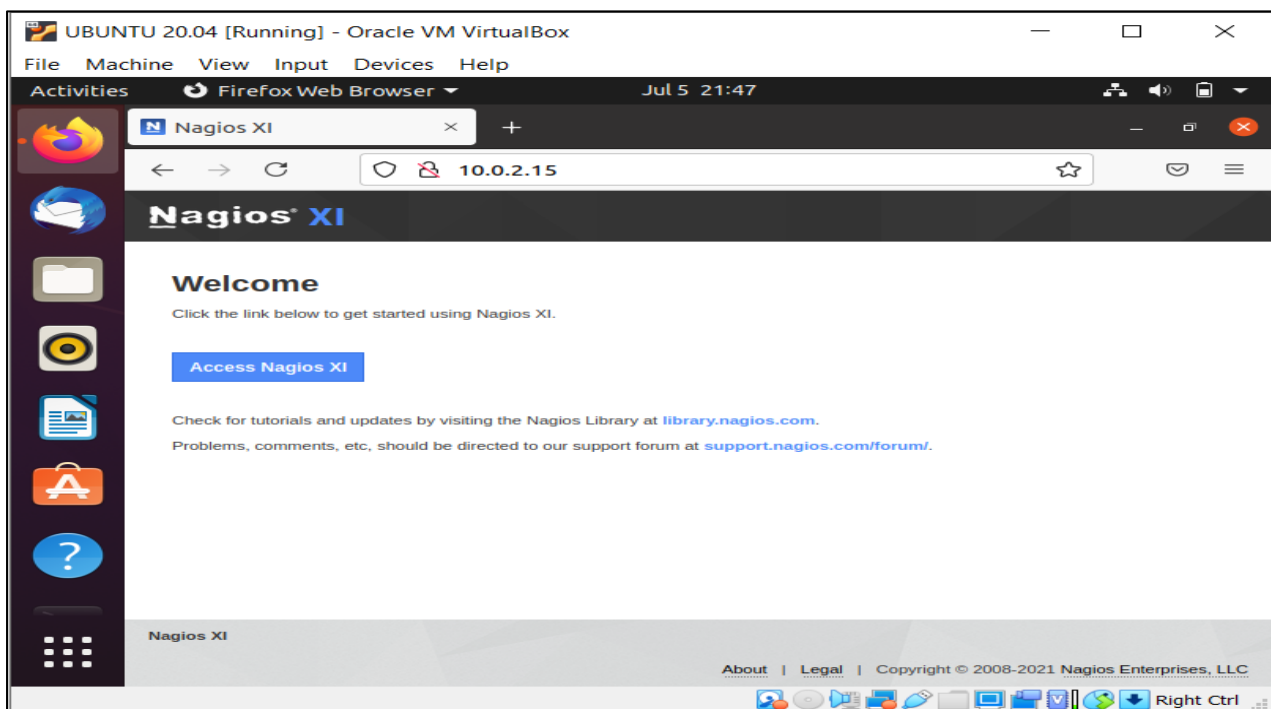 UBUNTU 20.04 [Running] - Oracle VM VirtualBox
File Machine View Input Devices Help
Activities Firefox Web Browser Jul 5 21:47
Nagios XI
10.0.2.15
Nagios® XI
Welcome
Click the link below to get started using Nagios XI.
Access Nagios XI
Check for tutorials and updates by visiting the Nagios Library at library.nagios.com.
Problems, comments, etc, should be directed to our support forum at support.nagios.com/forum/.
Nagios XI
About | Legal | Copyright © 2008-2021 Nagios Enterprises, LLC
Right Ctrl